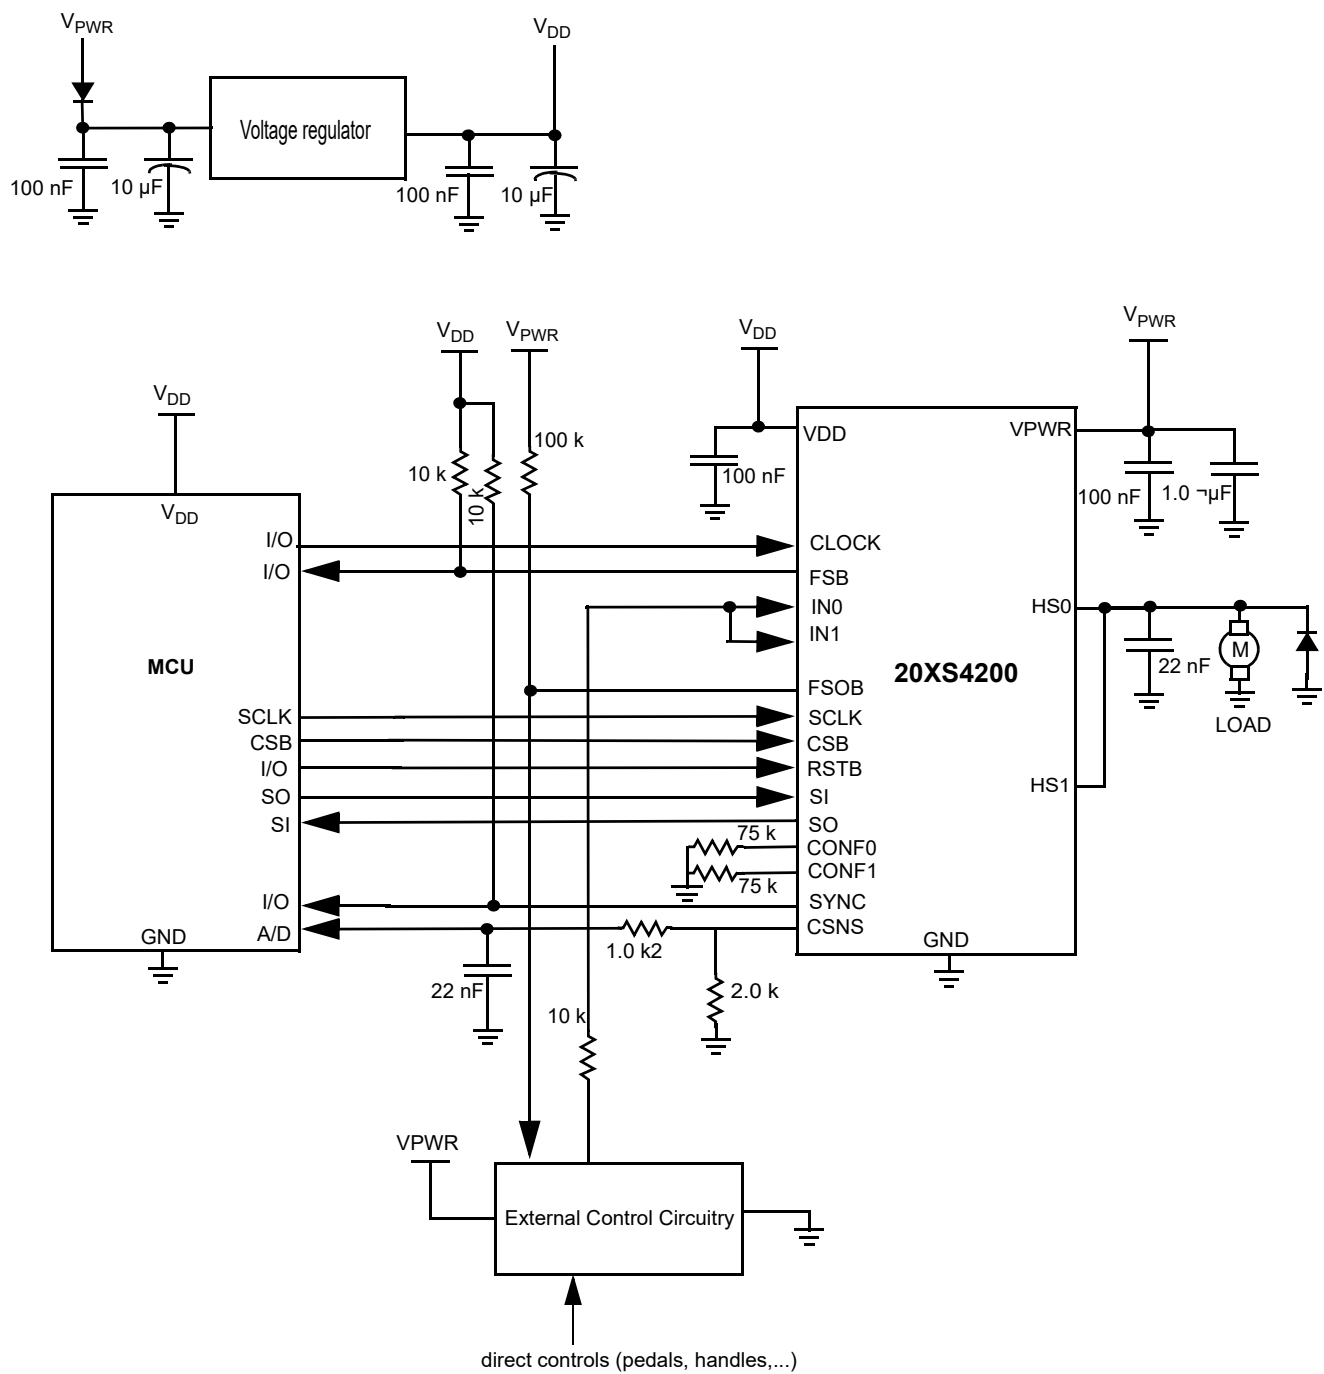 VPWR
VDD
Voltage regulator
100 nF
10 µF
100 nF
10 µF
VDD
VPWR
VDD
VPWR
VDD
100 k
10 k
10 k
VDD
VPWR
100 nF
100 nF
1.0 ¬µF
VDD
I/O
CLOCK
I/O
FSB
IN0
HS0
IN1
MCU
20XS4200
22 nF
M
FSOB
LOAD
SCLK
SCLK
CSB
CSB
I/O
RSTB
HS1
SO
SI
SI
SO
75 k
CONF0
CONF1
75 k
I/O
SYNC
A/D
CSNS
GND
GND
1.0 k2
22 nF
2.0 k
10 k
VPWR
External Control Circuitry
direct controls (pedals, handles,...)